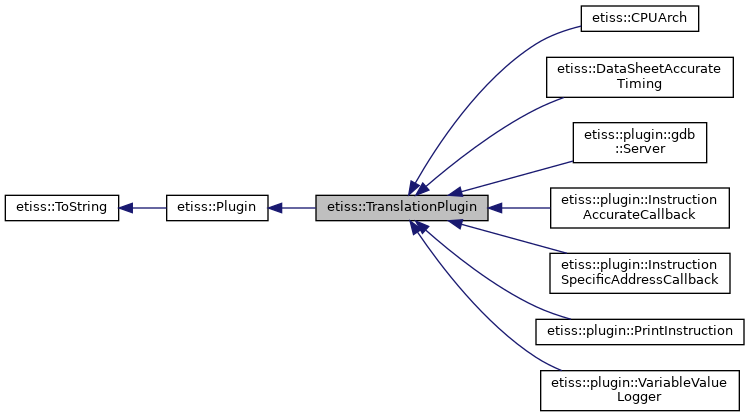 etiss::CPUArch
etiss::DataSheetAccurate
Timing
etiss::plugin::gdb
::Server
etiss::ToString
etiss::Plugin
etiss::TranslationPlugin
etiss::plugin::Instruction
AccurateCallback
etiss::plugin::Instruction
SpecificAddressCallback
etiss::plugin::PrintInstruction
etiss::plugin::VariableValue
Logger